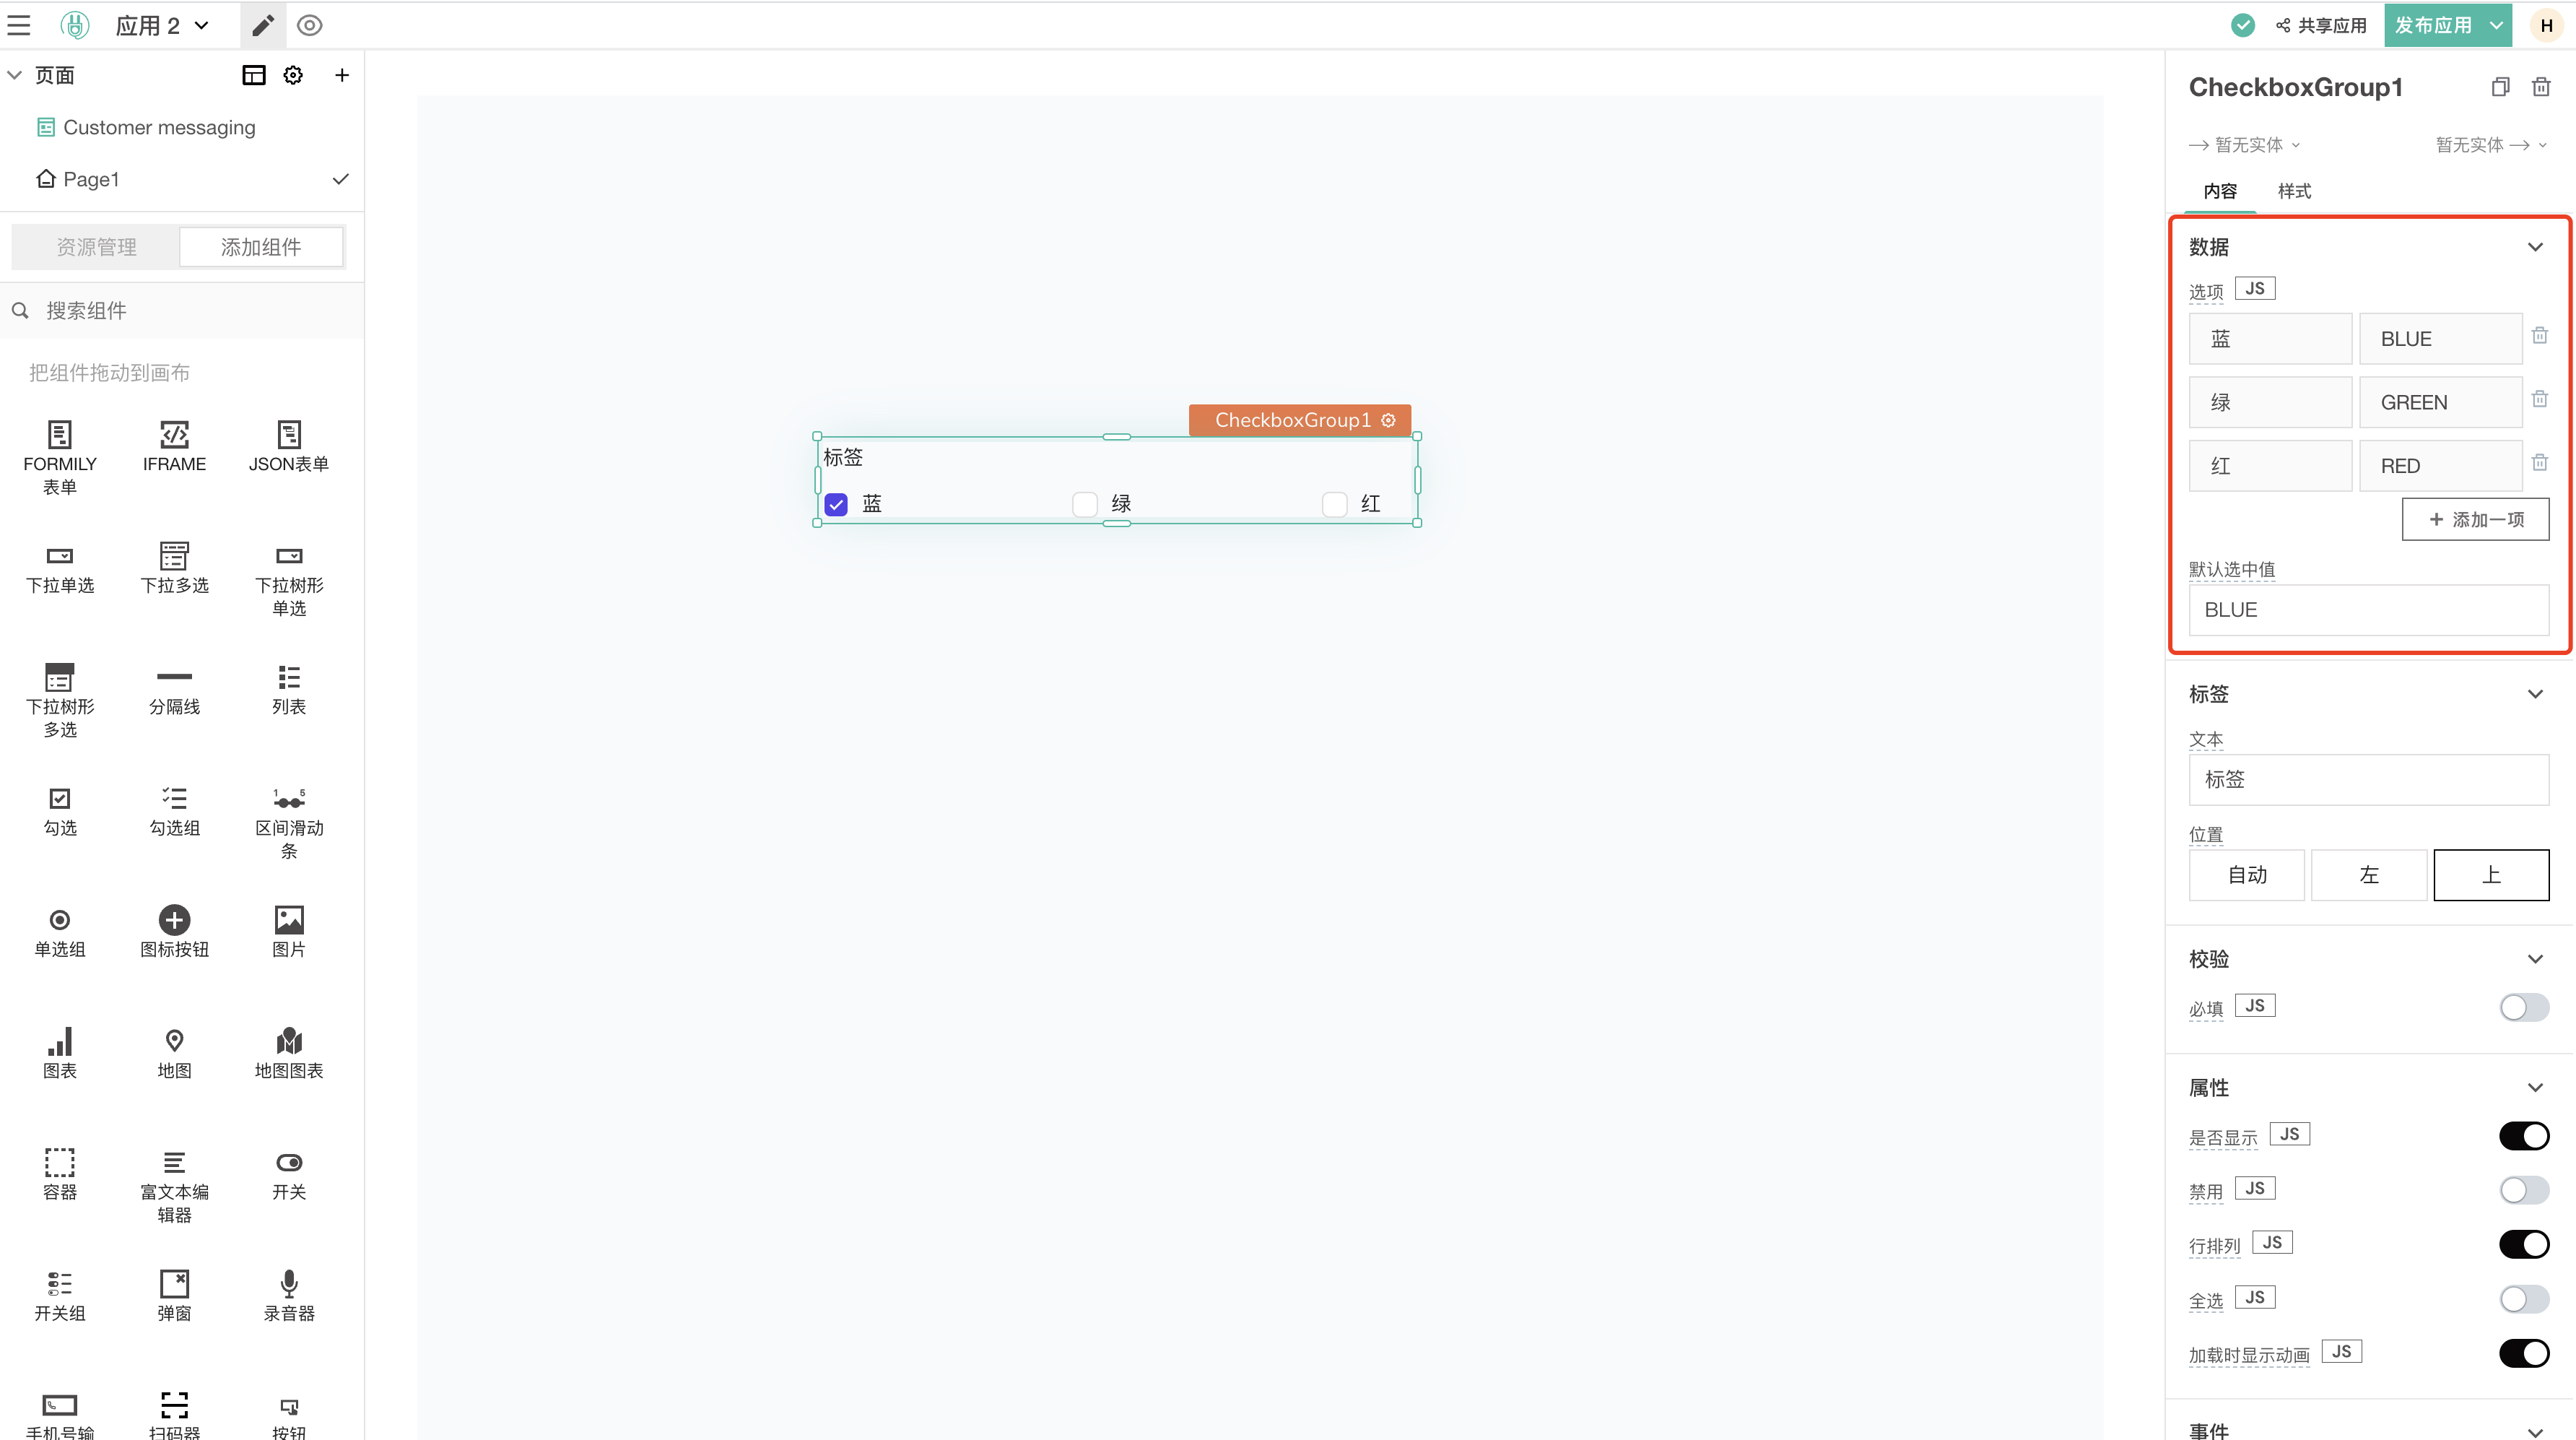 应用 2
共享应用
发布应用
H
页面
Customer messaging
Page1
资源管理
添加组件
搜索组件
把组件拖动到画布
FORMILY
表单
IFRAME
JSON表单
下拉单选
下拉多选
下拉树形
单选
下拉树形
多选
分隔线
列表
勾选
勾选组
1 5
区间滑动
条
单选组
图标按钮
图片
图表
地图
地图图表
容器
富文本编
辑器
开关
开关组
弹窗
录音器
手机号输
扫码器
按钮
CheckboxGroup1
标签
蓝
绿
红
CheckboxGroup1
暂无实体
暂无实体
内容
样式
数据
选项 JS
蓝 BLUE
绿 GREEN
红 RED
添加一项
默认选中值
BLUE
标签
文本
标签
位置
自动 左 上
校验
必填 JS
属性
是否显示 JS
禁用 JS
行排列 JS
全选 JS
加载时显示动画 JS
事件